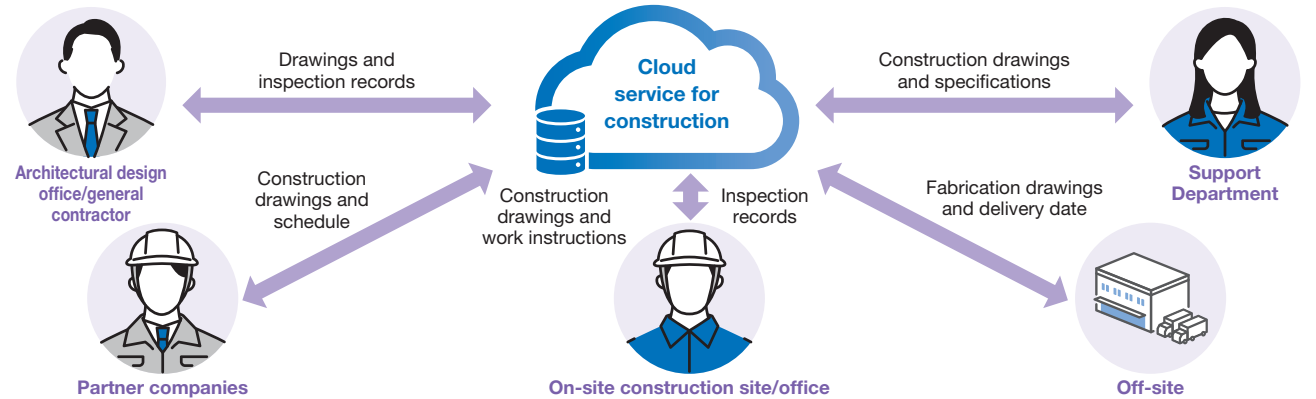 Drawings and
inspection records
Cloud
service for
construction
Construction drawings
and specifications
Architectural design
office/general
contractor
Construction
drawings and
schedule
Construction
drawings and
work instructions
Inspection
records
Fabrication drawings
and delivery date
Support
Department
Partner companies
On-site construction site/office
Off-site